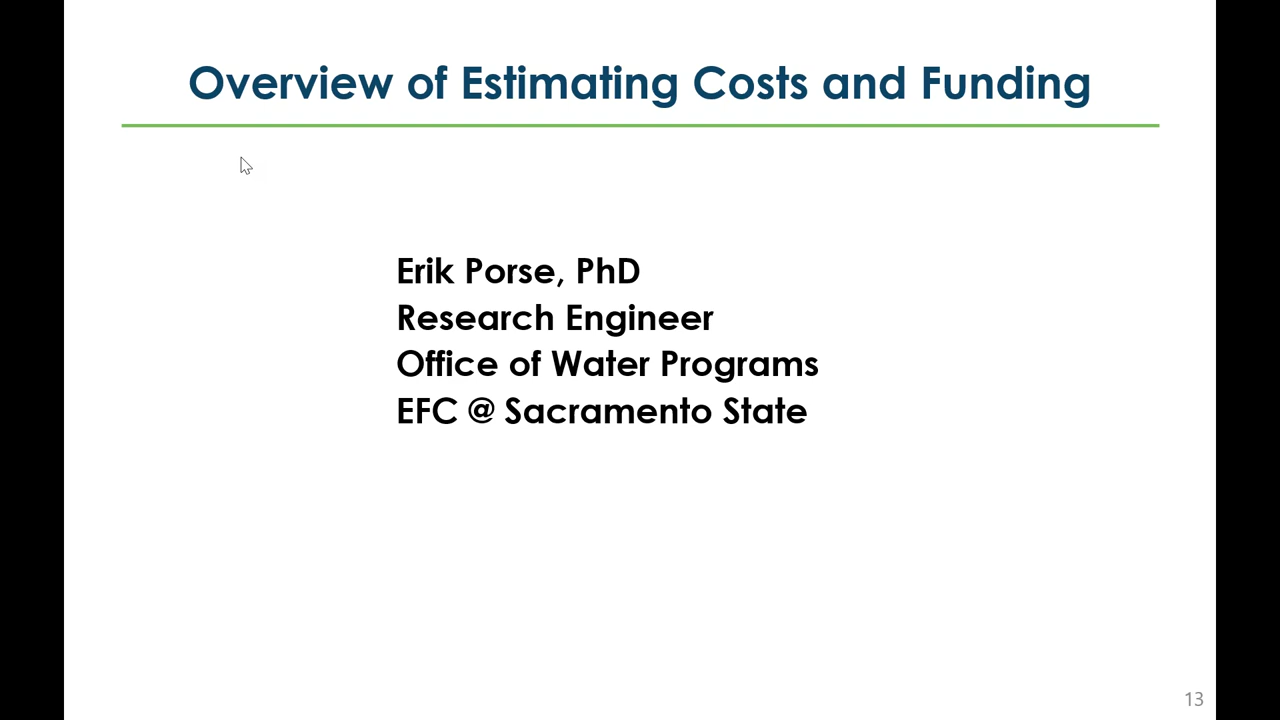 Overview of Estimating Costs and Funding
Erik Porse, PhD
Research Engineer
Office of Water Programs
EFC @ Sacramento State
13